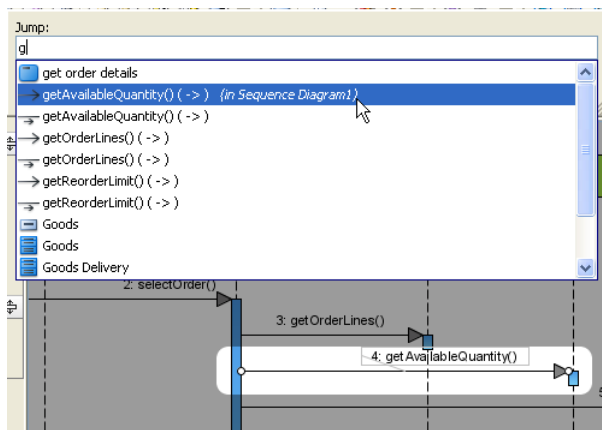 Jump:
g
get order details
getAvailableQuantity() ( -> ) (in Sequence Diagram1)
getAvailableQuantity() ( -> )
getOrderLines() ( -> )
getOrderLines() ( -> )
getReorderLimit() ( -> )
getReorderLimit() ( -> )
Goods
Goods
Goods Delivery
2: selectOrder()
3: getOrderLines()
4: getAvailableQuantity()